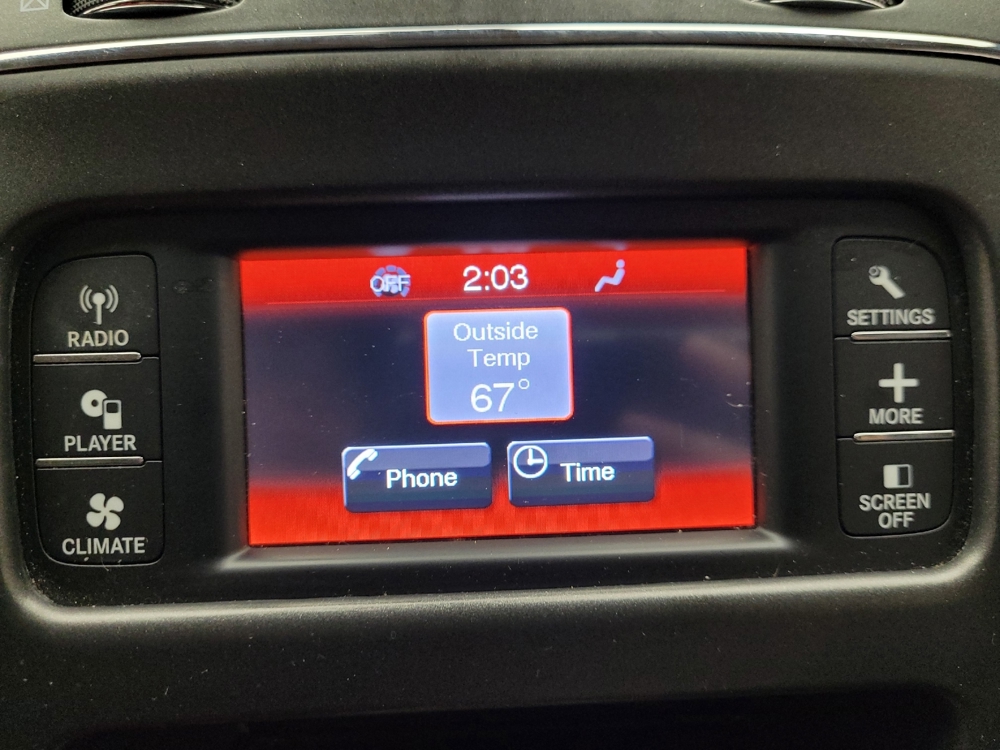 OFF 2:03
Outside
Temp
67°
Phone
Time
RADIO
PLAYER
CLIMATE
SETTINGS
MORE
SCREEN
OFF